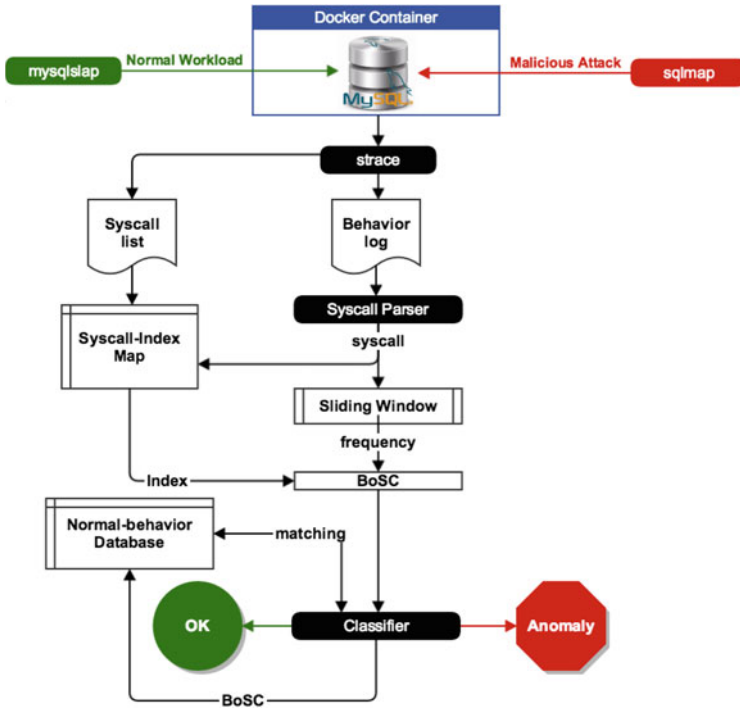 Docker Container
mysqlslap
Normal Workload
MySQL
Malicious Attack
sqlmap
strace
Syscall
list
Behavior
log
Syscall Parser
Syscall-Index
Map
syscall
Sliding Window
frequency
Index
BoSC
Normal-behavior
Database
matching
OK
Classifier
Anomaly
BoSC